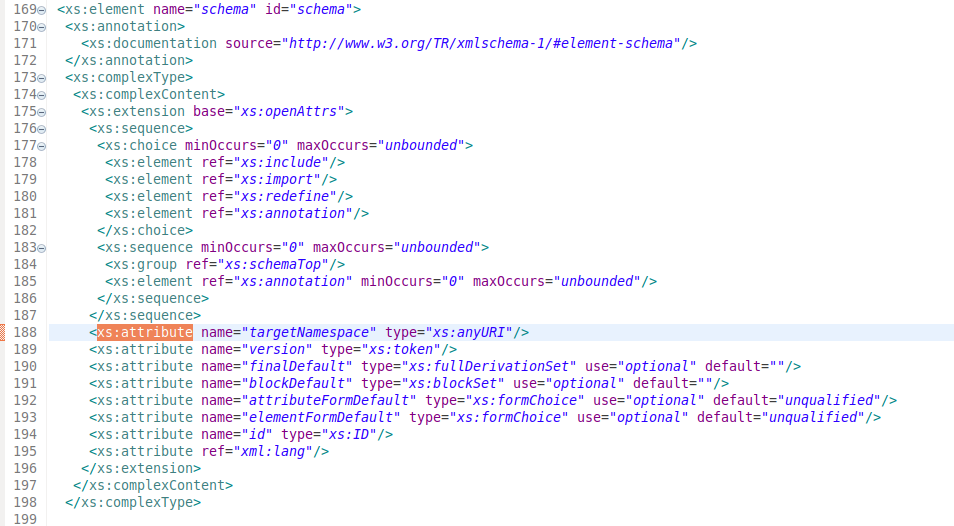 169 <xs:element name="schema" id="schema">
170 <xs:annotation>
171 <xs:documentation source="http://www.w3.org/TR/xmlschema-1/#element-schema"/>
172 </xs:annotation>
173 <xs:complexType>
174 <xs:complexContent>
175 <xs:extension base="xs:openAttrs">
176 <xs:sequence>
177 <xs:choice minOccurs="0" maxOccurs="unbounded">
178 <xs:element ref="xs:include"/>
179 <xs:element ref="xs:import"/>
180 <xs:element ref="xs:redefine"/>
181 <xs:element ref="xs:annotation"/>
182 </xs:choice>
183 <xs:sequence minOccurs="0" maxOccurs="unbounded">
184 <xs:group ref="xs:schemaTop"/>
185 <xs:element ref="xs:annotation" minOccurs="0" maxOccurs="unbounded"/>
186 </xs:sequence>
187 </xs:sequence>
188 <xs:attribute name="targetNamespace" type="xs:anyURI"/>
189 <xs:attribute name="version" type="xs:token"/>
190 <xs:attribute name="finalDefault" type="xs:fullDerivationSet" use="optional" default=""/>
191 <xs:attribute name="blockDefault" type="xs:blockSet" use="optional" default=""/>
192 <xs:attribute name="attributeFormDefault" type="xs:formChoice" use="optional" default="unqualified"/>
193 <xs:attribute name="elementFormDefault" type="xs:formChoice" use="optional" default="unqualified"/>
194 <xs:attribute name="id" type="xs:ID"/>
195 <xs:attribute ref="xml:lang"/>
196 </xs:extension>
197 </xs:complexContent>
198 </xs:complexType>
199